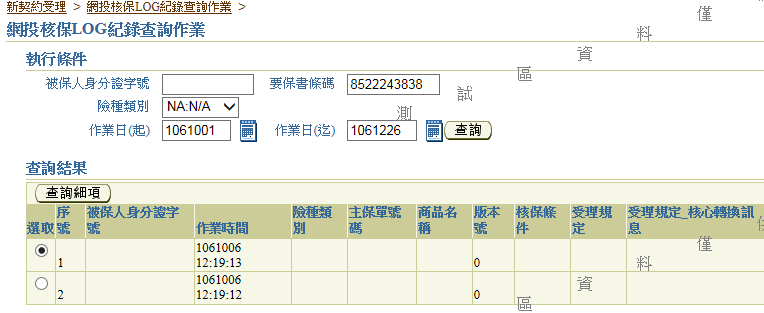 新契約受理 > 網投核保LOG紀錄查詢作業 >
網投核保LOG紀錄查詢作業
執行條件
被保人身分證字號 要保書條碼 8522243838
險種類別 NA:N/A
作業日(起) 1061001 作業日(迄) 1061226 查詢
查詢結果
查詢細項
選取 序號 被保人身分證字號 作業時間 險種類別 主保單號碼 商品名稱 版本號 核保條件 受理規定 受理規定_核心轉換訊息
1 1061006 12:19:13 0
2 1061006 12:19:12 0
僅
料
資
區
試
測
僅
料
資
區